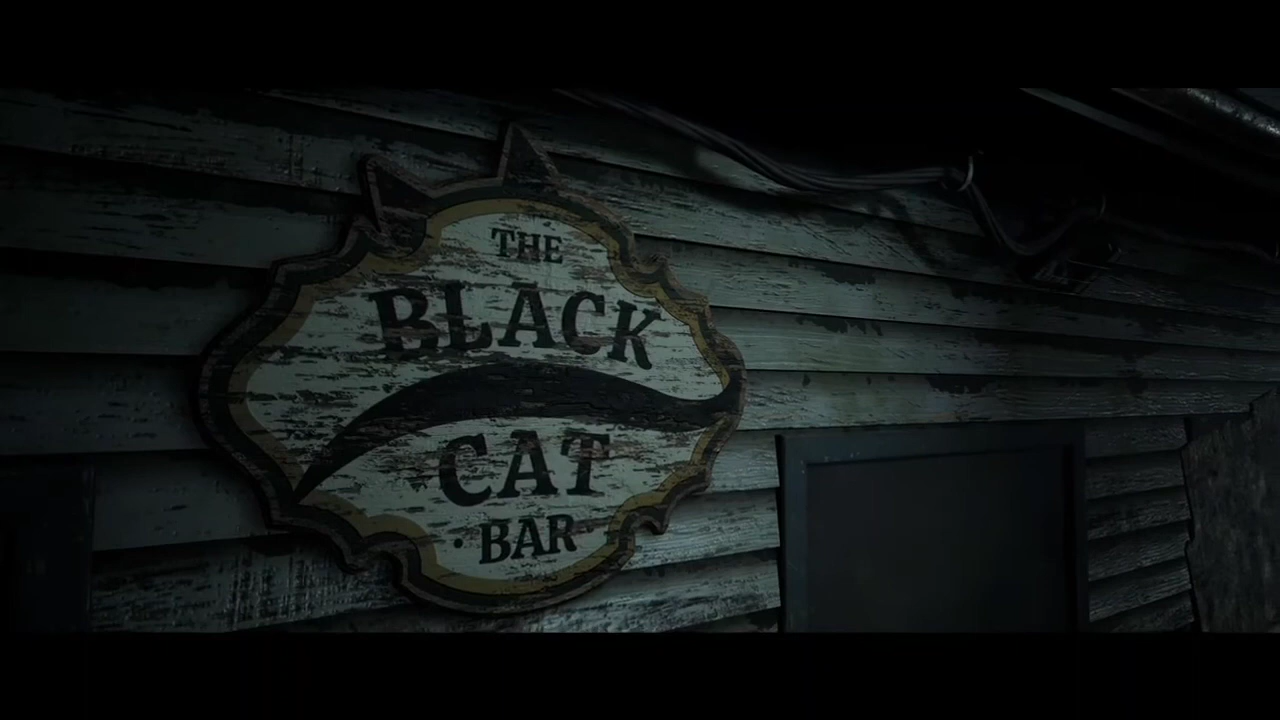 THE
BLACK
CAT
· BAR ·